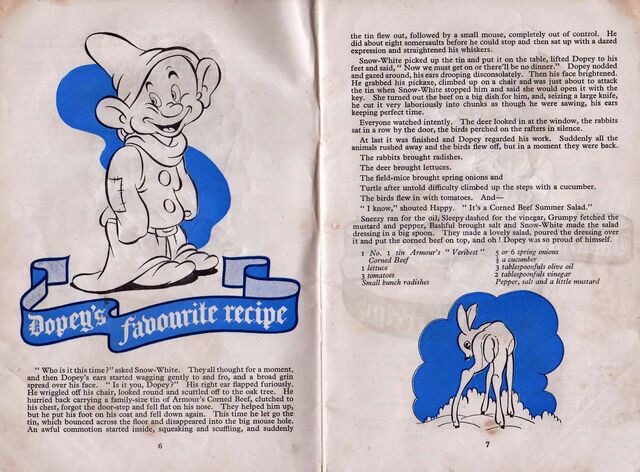 Dopey's favourite recipe
" Who is it this time ? " asked Snow-White. They all thought for a moment,
and then Dopey's ears started wagging gently to and fro, and a broad grin
spread over his face. " Is it you, Dopey ? " His right ear flapped furiously.
He wriggled off his chair, looked round and scuttled off to the oak tree. He
hurried back carrying a family-size tin of Armour's Corned Beef, clutched to
his chest, forgot the door-step and fell flat on his nose. They helped him up,
but he put his foot on his coat and fell down again. This time he let go the
tin, which bounced across the floor and disappeared into the big mouse hole.
An awful commotion started inside, squeaking and scuffling, and suddenly
6
the tin flew out, followed by a small mouse, completely out of control. He
did about eight somersaults before he could stop and then sat up with a dazed
expression and straightened his whiskers.
Snow-White picked up the tin and put it on the table, lifted Dopey to his
feet and said, " Now we must get on or there'll be no dinner." Dopey nodded
and gazed around, his ears drooping disconsolately. Then his face brightened.
He grabbed his pickaxe, climbed up on a chair and was just about to attack
the tin when Snow-White stopped him and said she would open it with the
key. She turned out the beef on a big dish for him, and, seizing a large knife,
he cut it very laboriously into chunks as though he were sawing, his ears
keeping perfect time.
Everyone watched intently. The deer looked in at the window, the rabbits
sat in a row by the door, the birds perched on the rafters in silence.
At last it was finished and Dopey regarded his work. Suddenly all the
animals rushed away and the birds flew off, but in a moment they were back.
The rabbits brought radishes.
The deer brought lettuces.
The field-mice brought spring onions and
Turtle after untold difficulty climbed up the steps with a cucumber.
The birds flew in with tomatoes. And—
" I know," shouted Happy. " It's a Corned Beef Summer Salad."
Sneezy ran for the oil, Sleepy dashed for the vinegar, Grumpy fetched the
mustard and pepper, Bashful brought salt and Snow-White made the salad
dressing in a big spoon. They made a lovely salad, poured the dressing over
it and put the corned beef on top, and oh ! Dopey was so proud of himself.
1 No. 1 tin Armour's " Veribest "
Corned Beef
1 lettuce
3 tomatoes
Small bunch radishes
5 or 6 spring onions
½ a cucumber
3 tablespoonfuls olive oil
2 tablespoonfuls vinegar
Pepper, salt and a little mustard
7